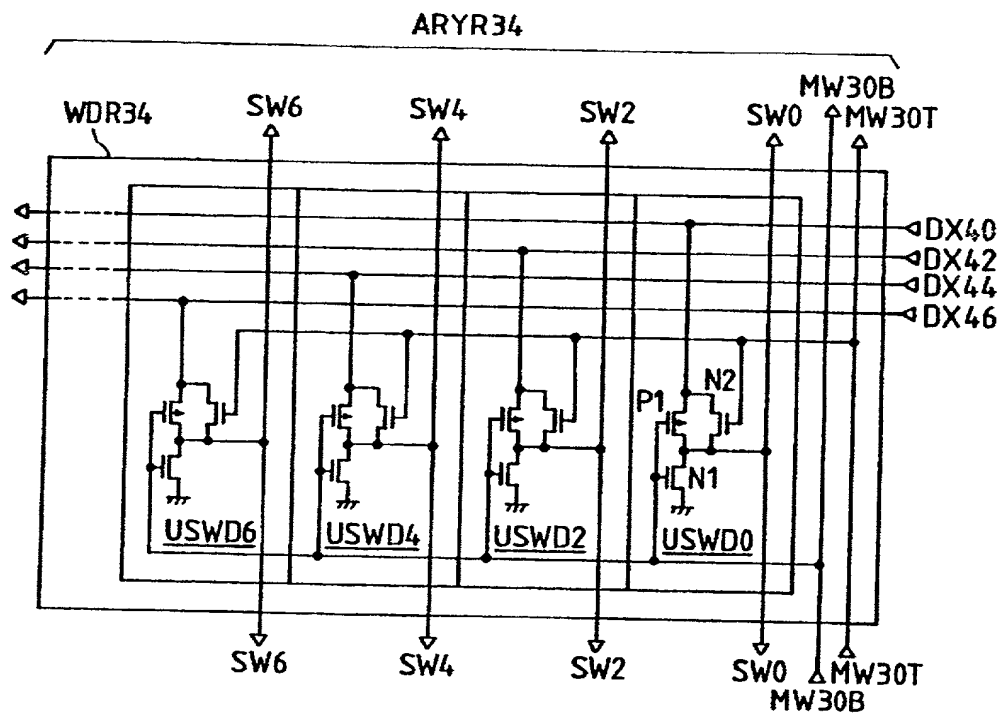 ARYR34
WDR34
SW6
SW4
SW2
SW0
MW30B
MW30T
DX40
DX42
DX44
DX46
P1
N2
N1
USWD6
USWD4
USWD2
USWD0
SW6
SW4
SW2
SW0
MW30T
MW30B